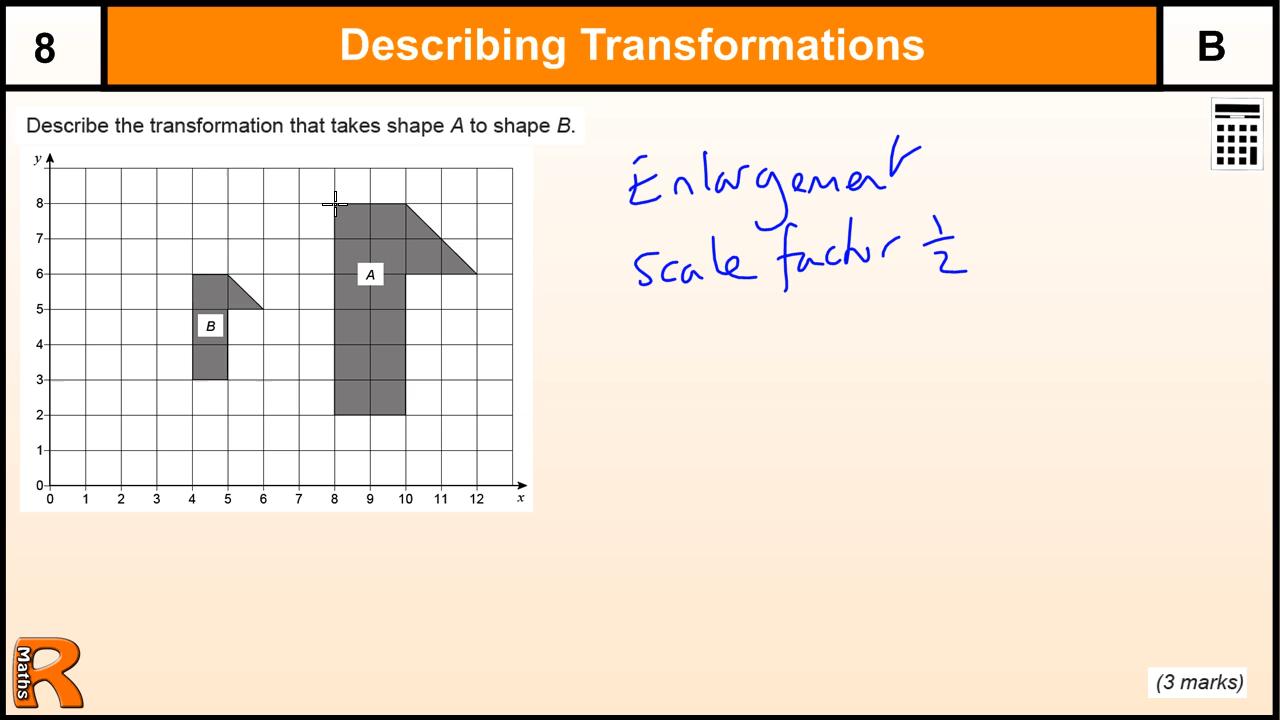 8
Describing Transformations
B
Describe the transformation that takes shape A to shape B.
y
8
7
6
5
4
3
2
1
0
0 1 2 3 4 5 6 7 8 9 10 11 12 x
A
B
Enlargement
scale factor 1/2
Maths
R
(3 marks)